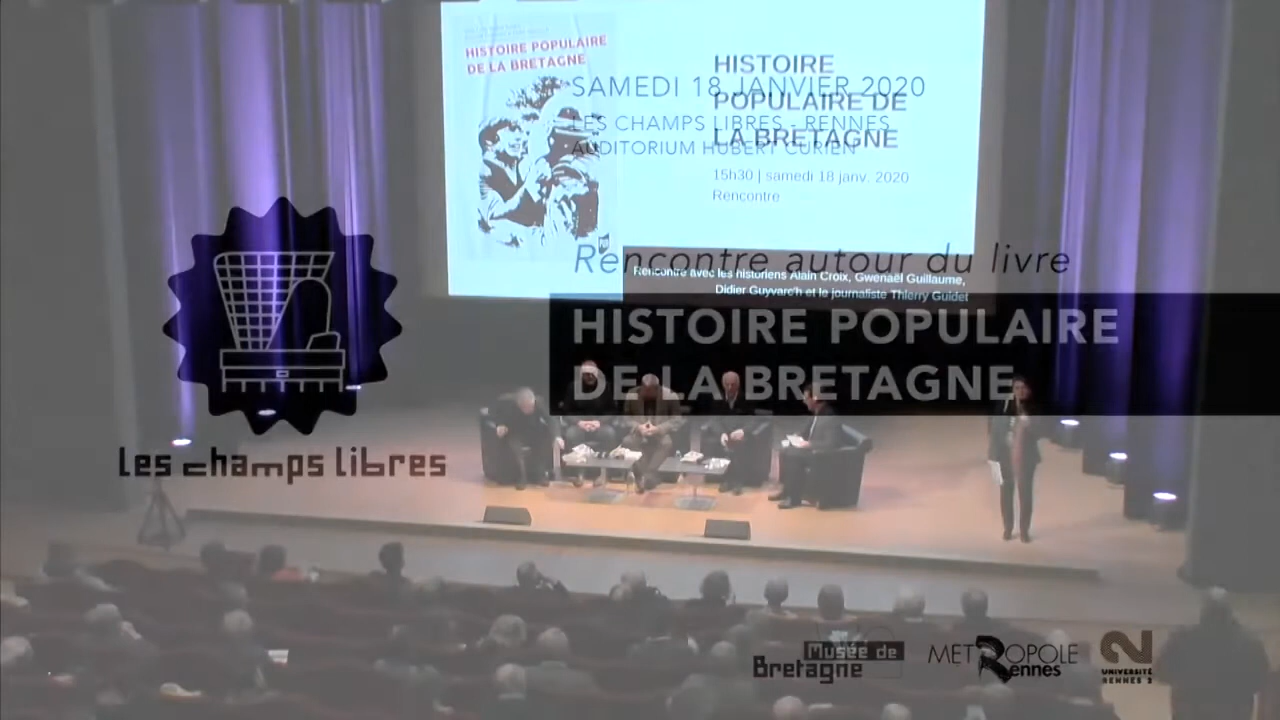 HISTOIRE POPULAIRE
DE LA BRETAGNE
HISTOIRE
POPULAIRE DE
LA BRETAGNE
15h30 | samedi 18 janv. 2020
Rencontre
Rencontre avec les historiens Alain Croix, Gwenaël Guillaume,
Didier Guyvarc'h et le journaliste Thierry Guidet
SAMEDI 18 JANVIER 2020
LES CHAMPS LIBRES - RENNES
AUDITORIUM HUBERT CURIEN
Rencontre autour du livre
HISTOIRE POPULAIRE
DE LA BRETAGNE
Les champs libres
Musée de
Bretagne
METROPOLE
Rennes
2
UNIVERSITÉ
RENNES 2